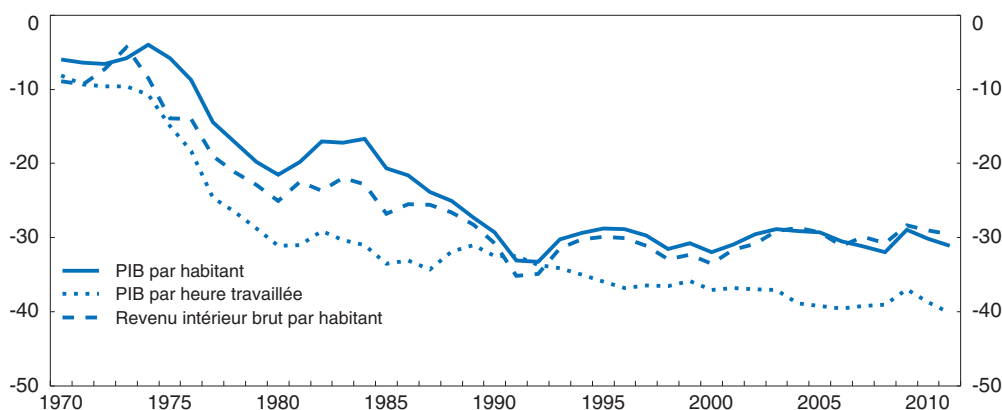 0 0
-10 -10
-20 -20
-30 -30
PIB par habitant
PIB par heure travaillée
-40 -40
Revenu intérieur brut par habitant
-50 -50
1970 1975 1980 1985 1990 1995 2000 2005 2010